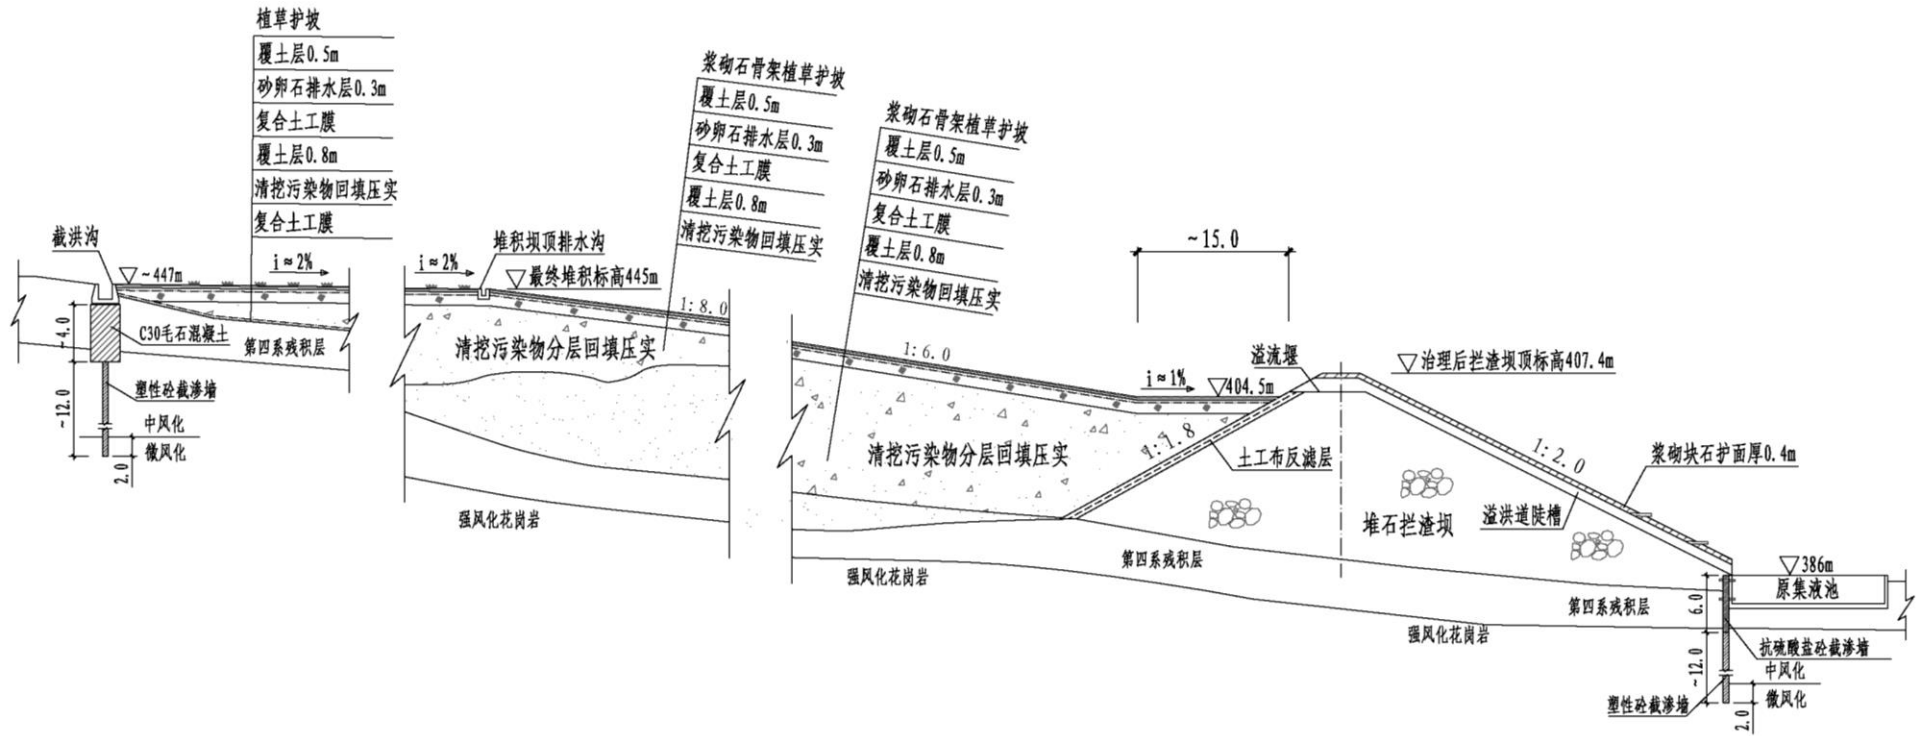 植草护坡
覆土层0.5m
砂卵石排水层0.3m
复合土工膜
覆土层0.8m
清挖污染物回填压实
复合土工膜
浆砌石骨架植草护坡
覆土层0.5m
砂卵石排水层0.3m
复合土工膜
覆土层0.8m
清挖污染物回填压实
浆砌石骨架植草护坡
覆土层0.5m
砂卵石排水层0.3m
复合土工膜
覆土层0.8m
清挖污染物回填压实
截洪沟
~447m
i≈2%
i≈2%
堆积坝顶排水沟
最终堆积标高445m
1:8.0
~15.0
~4.0
C30毛石混凝土
第四系残积层
清挖污染物分层回填压实
1:6.0
i≈1%
404.5m
溢流堰
治理后拦渣坝顶标高407.4m
塑性砼截渗墙
~12.0
中风化
微风化
2.0
清挖污染物分层回填压实
1:1.8
土工布反滤层
1:2.0
浆砌块石护面厚0.4m
强风化花岗岩
堆石拦渣坝
溢洪道陡槽
第四系残积层
强风化花岗岩
386m
原集液池
第四系残积层
6.0
强风化花岗岩
抗硫酸盐砼截渗墙
~12.0
中风化
微风化
塑性砼截渗墙
2.0